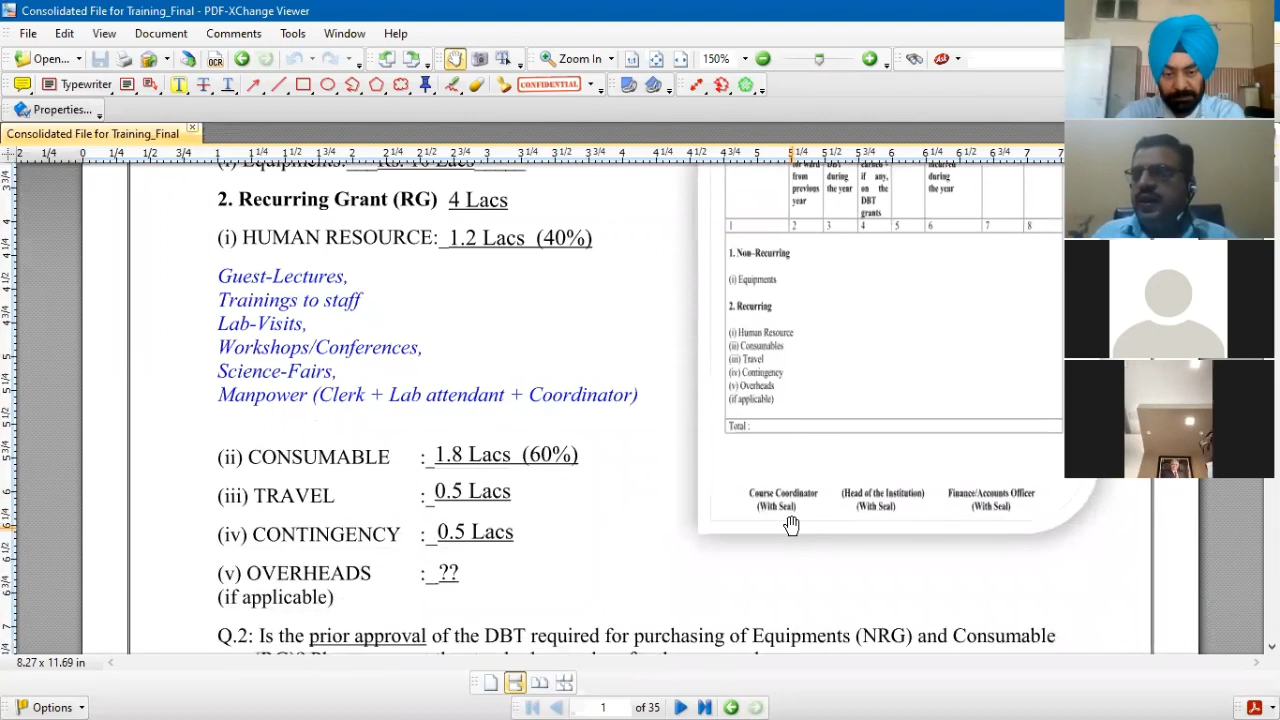 Consolidated File for Training_Final - PDF-XChange Viewer
File Edit View Document Comments Tools Window Help
Open... OCR Zoom In 150%
Typewriter CONFIDENTIAL
Properties...
Consolidated File for Training_Final
2. Recurring Grant (RG) 4 Lacs
(i) HUMAN RESOURCE: 1.2 Lacs (40%)
Guest-Lectures,
Trainings to staff
Lab-Visits,
Workshops/Conferences,
Science-Fairs,
Manpower (Clerk + Lab attendant + Coordinator)
(ii) CONSUMABLE : 1.8 Lacs (60%)
(iii) TRAVEL : 0.5 Lacs
(iv) CONTINGENCY : 0.5 Lacs
(v) OVERHEADS : ??
(if applicable)
Q.2: Is the prior approval of the DBT required for purchasing of Equipments (NRG) and Consumable
from previous year
during the year
if any, on the DBT grants
during the year
1 2 3 4 5 6 7 8
1. Non–Recurring
(i) Equipments
2. Recurring
(i) Human Resource
(ii) Consumables
(iii) Travel
(iv) Contingency
(v) Overheads
(if applicable)
Total :
Course Coordinator (Head of the Institution) Finance/Accounts Officer
(With Seal) (With Seal) (With Seal)
8.27 x 11.69 in
Options 1 of 35